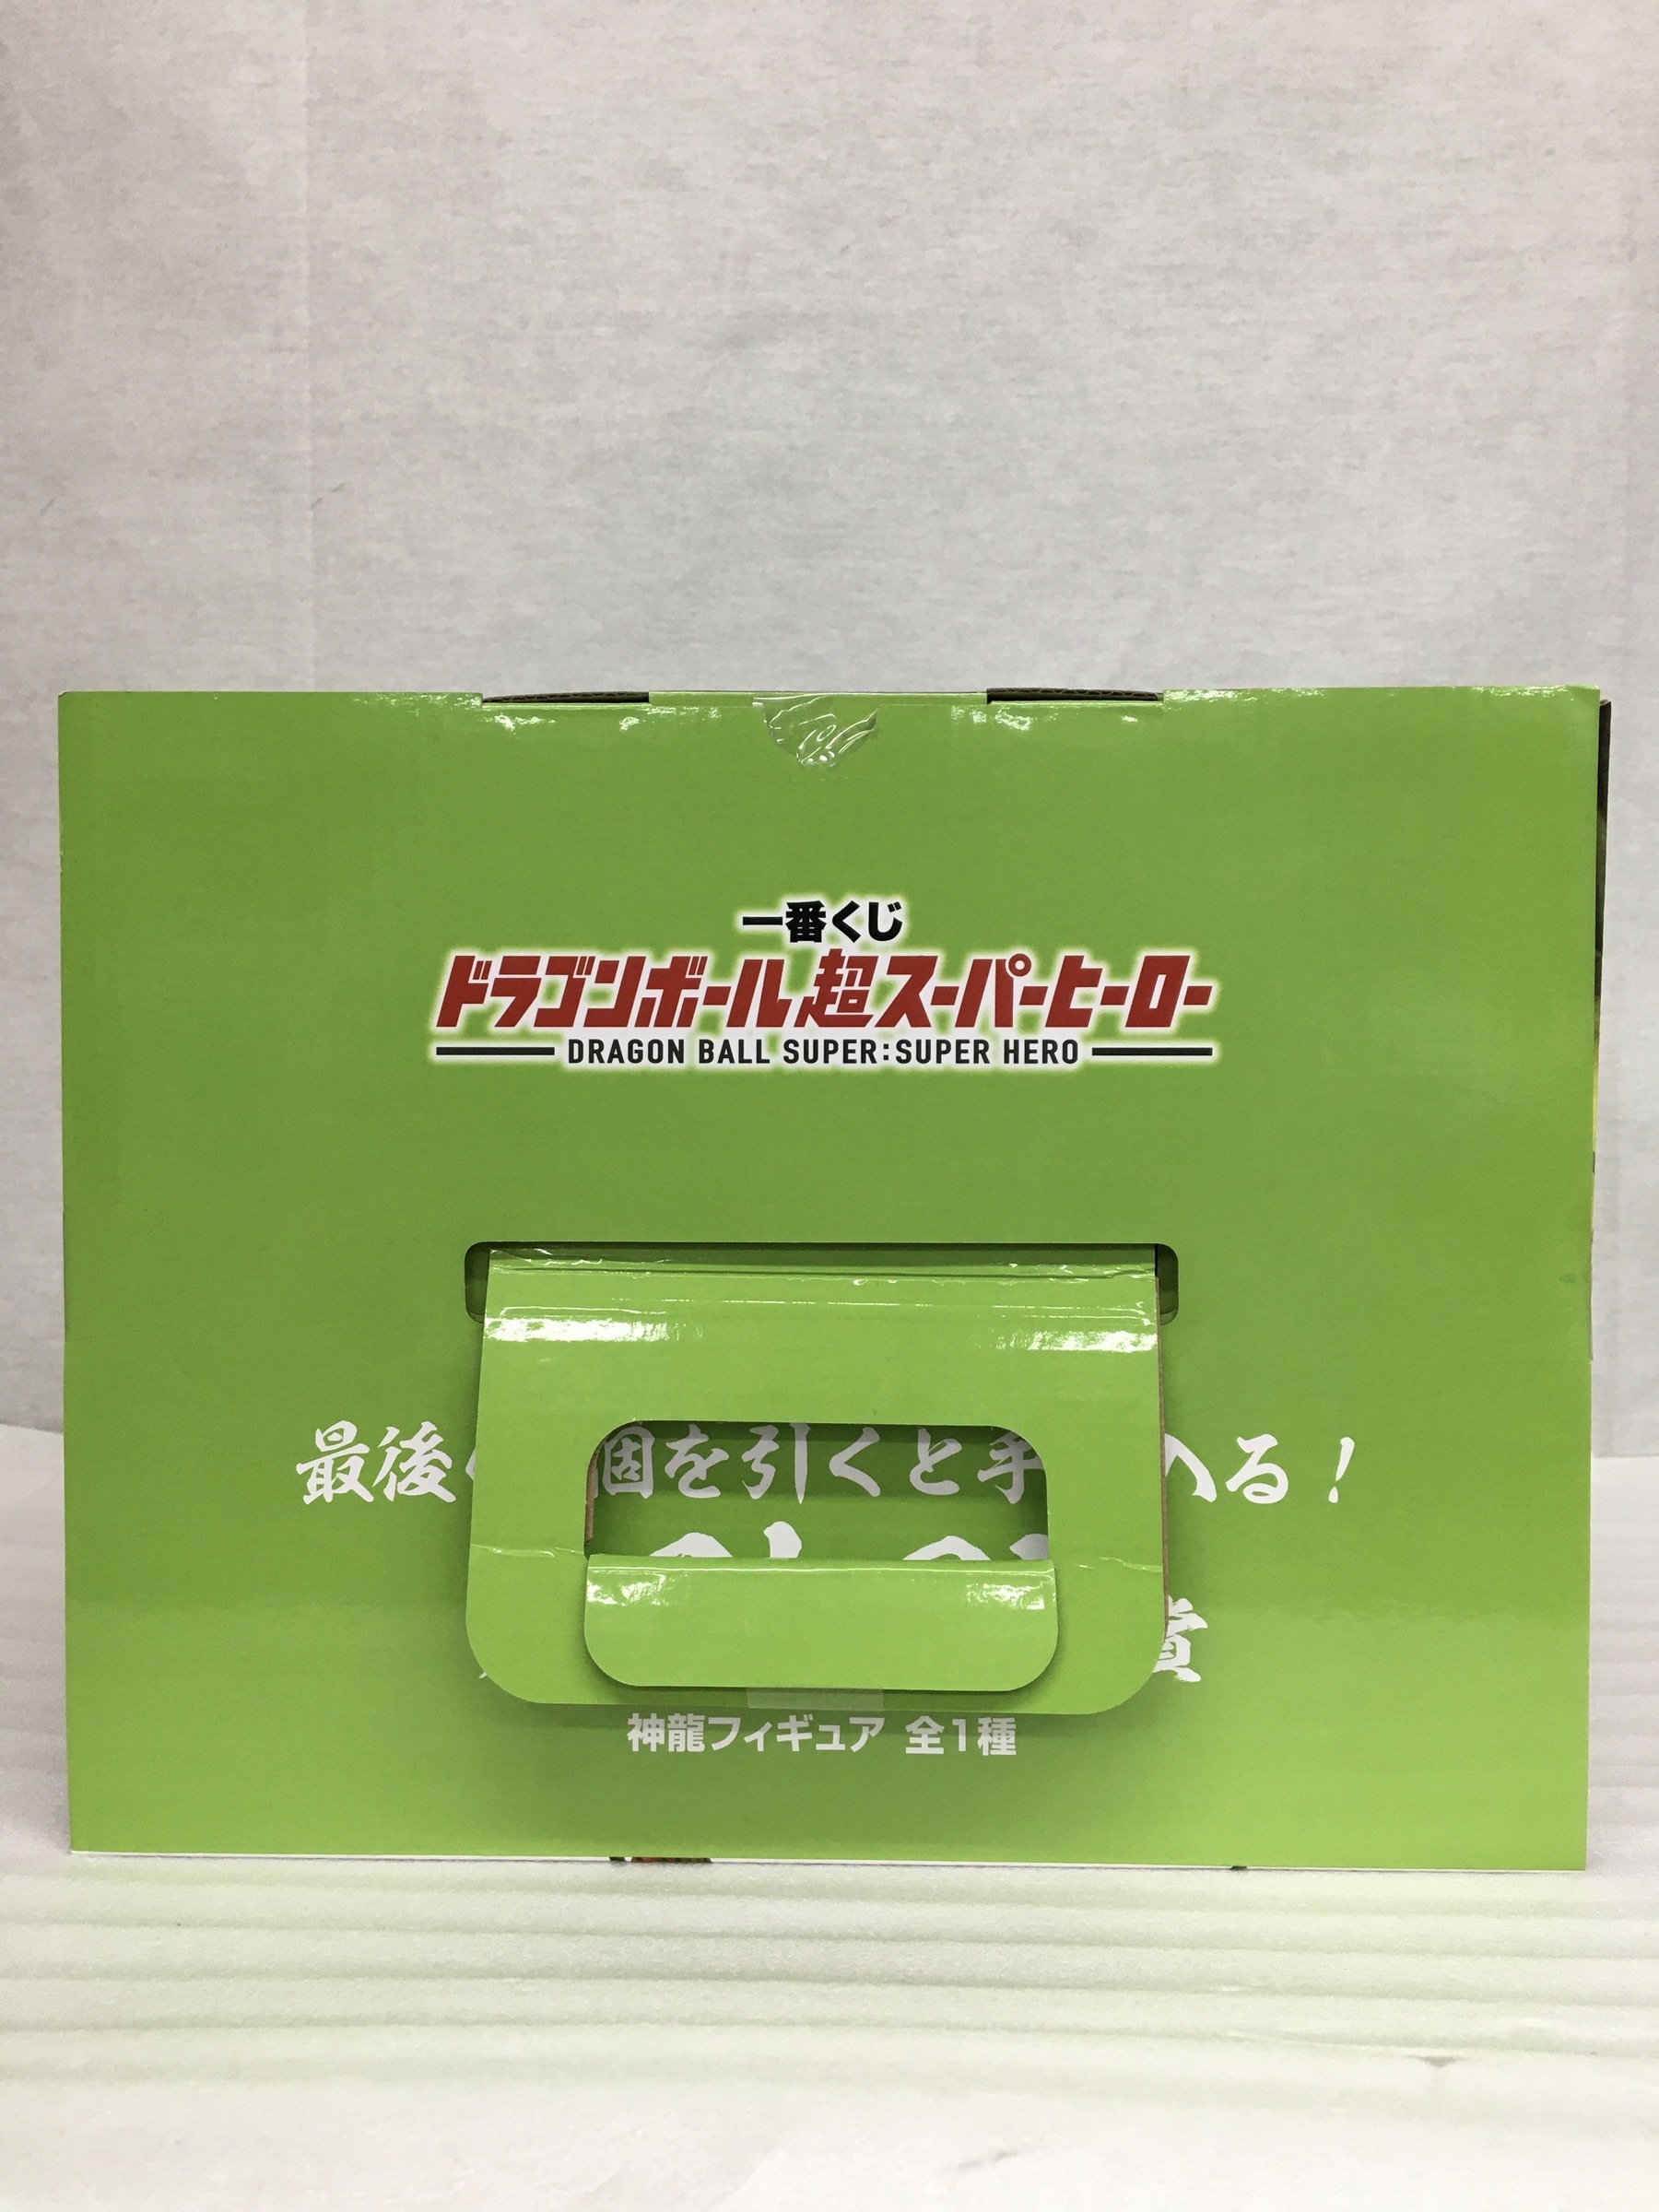 一番くじ
ドラゴンボール超スーパーヒーロー
DRAGON BALL SUPER:SUPER HERO
最後 個を引くと手 る!
賞
神龍フィギュア 全1種